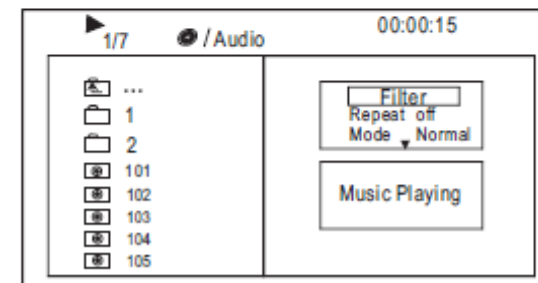 1/7 / Audio 00:00:15
...
1
2
101
102
103
104
105
Filter
Repeat off
Mode Normal
Music Playing